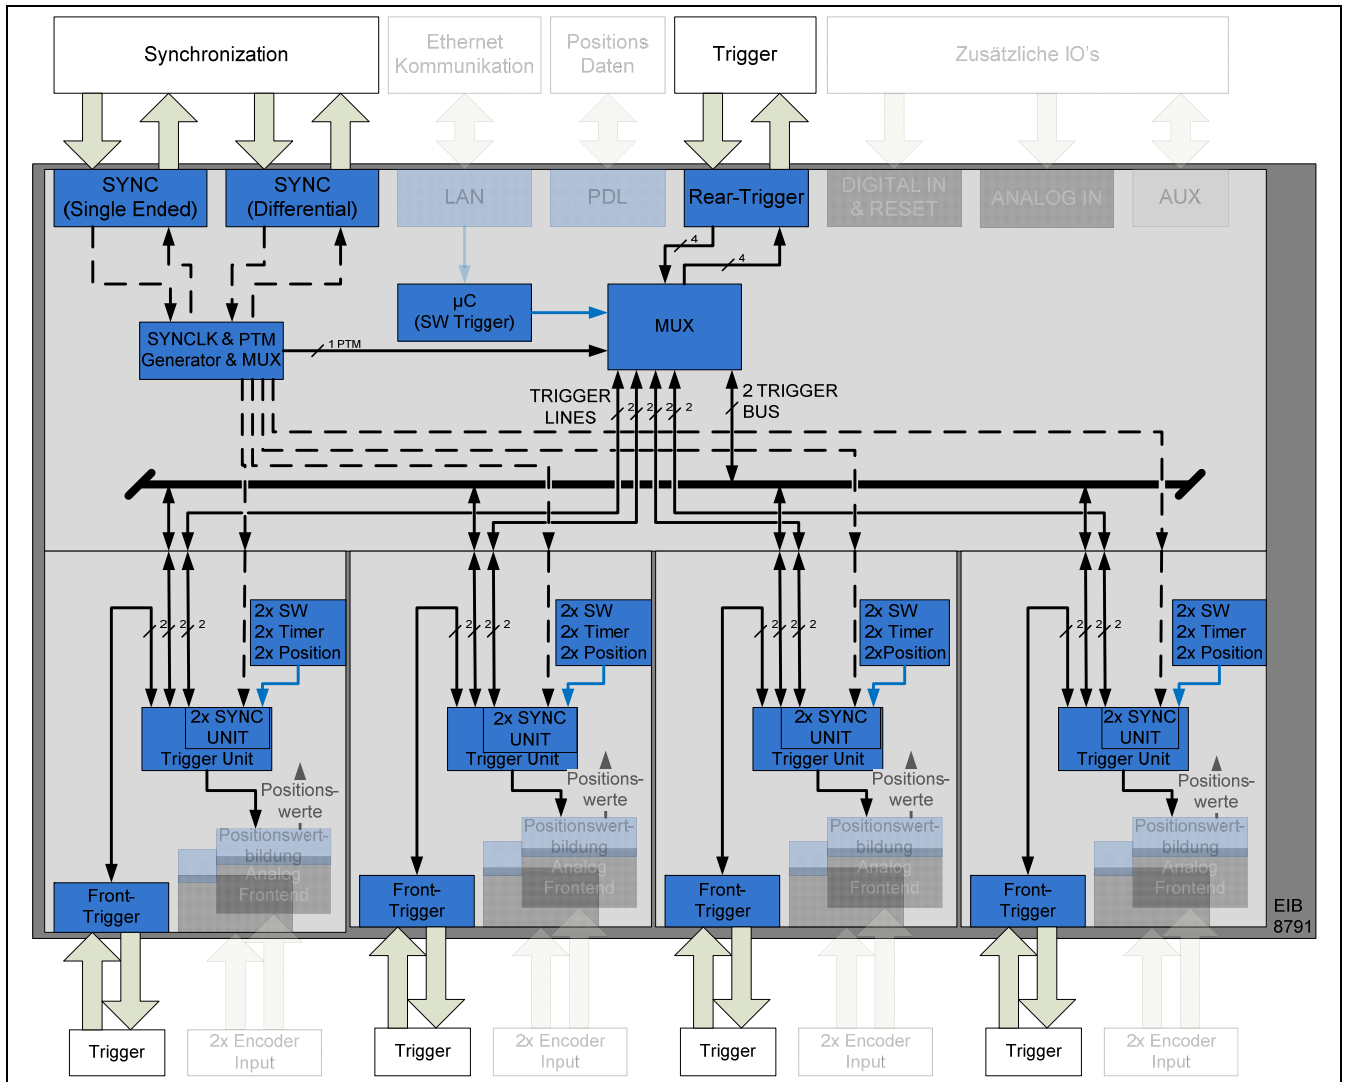 Synchronization
Ethernet
Kommunikation
Positions
Daten
Trigger
Zusätzliche IO's
SYNC
(Single Ended)
SYNC
(Differential)
LAN
PDL
Rear-Trigger
DIGITAL IN
& RESET
ANALOG IN
AUX
4
4
µC
(SW Trigger)
MUX
SYNCLK & PTM
Generator & MUX
1 PTM
TRIGGER
LINES
2 2 2 2
2 TRIGGER
BUS
2x SW
2x Timer
2x Position
2x SW
2x Timer
2x Position
2x SW
2x Timer
2xPosition
2x SW
2x Timer
2x Position
2 2 2
2 2 2
2 2 2
2 2 2
2x SYNC
UNIT
Trigger Unit
2x SYNC
UNIT
Trigger Unit
2x SYNC
UNIT
Trigger Unit
2x SYNC
UNIT
Trigger Unit
Positions-
werte
Positions-
werte
Positions-
werte
Positions-
werte
Positionswert-
bildung
Analog
Frontend
Positionswert-
bildung
Analog
Frontend
Positionswert-
bildung
Analog
Frontend
Positionswert-
bildung
Analog
Frontend
Front-
Trigger
Front-
Trigger
Front-
Trigger
Front-
Trigger
EIB
8791
Trigger
2x Encoder
Input
Trigger
2x Encoder
Input
Trigger
2x Encoder
Input
Trigger
2x Encoder
Input